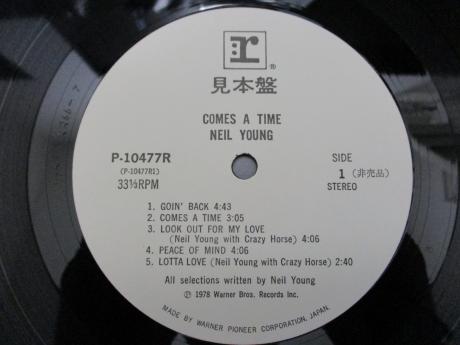 r
®
見本盤
COMES A TIME
NEIL YOUNG
P-10477R
(P-10477R1)
33⅓RPM
SIDE
1 (非売品)
STEREO
1. GOIN' BACK 4:43
2. COMES A TIME 3:05
3. LOOK OUT FOR MY LOVE
(Neil Young with Crazy Horse) 4:06
4. PEACE OF MIND 4:06
5. LOTTA LOVE (Neil Young with Crazy Horse) 2:40
All selections written by Neil Young
℗ 1978 Warner Bros. Records Inc.
MADE BY WARNER PIONEER CORPORATION, JAPAN.